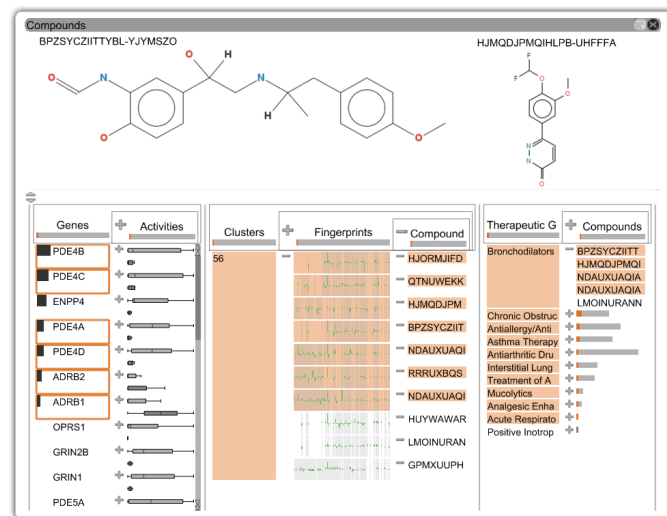 Compounds
BPZSYCZIITTYBL-YJYMSZO
HJMQDJPMQIHLPB-UHFFFA
O
H
F
F
O
N
N
O
O
H
O
O
N
N
O
Genes
Activities
Clusters
Fingerprints
Compound
Therapeutic G
Compounds
PDE4B
PDE4C
ENPP4
PDE4A
PDE4D
ADRB2
ADRB1
OPRS1
GRIN2B
GRIN1
PDE5A
56
HJORMJIFD
QTNUWEKK
HJMQDJPM
BPZSYCZIIT
NDAUXUAQI
RRRUXBQS
NDAUXUAQI
HUYWAWAR
LMOINURAN
GPMXUUPH
Bronchodilators
BPZSYCZIITT
HJMQDJPMQI
NDAUXUAQIA
NDAUXUAQIA
LMOINURANN
Chronic Obstruc
Antiallergy/Anti
Asthma Therapy
Antiarthritic Dru
Interstitial Lung
Treatment of A
Mucolytics
Analgesic Enha
Acute Respirato
Positive Inotrop